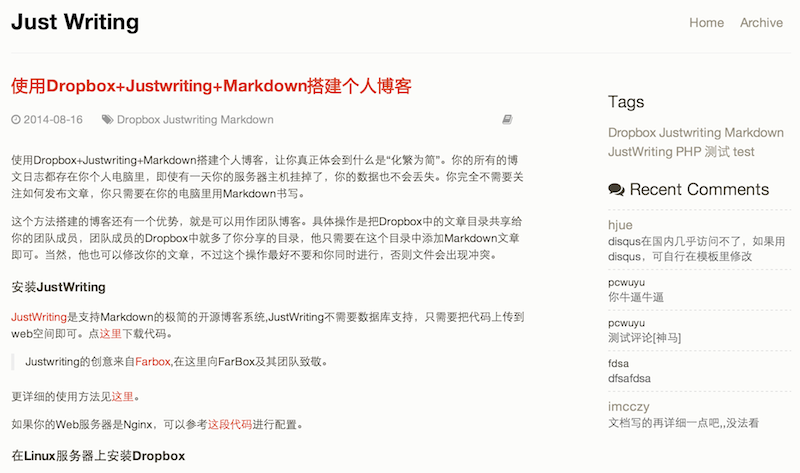 Just Writing
Home Archive
使用Dropbox+Justwriting+Markdown搭建个人博客
2014-08-16 Dropbox Justwriting Markdown
使用Dropbox+Justwriting+Markdown搭建个人博客，让你真正体会到什么是“化繁为简”。你的所有的博
文日志都存在你个人电脑里，即使有一天你的服务器主机挂掉了，你的数据也不会丢失。你完全不需要关
注如何发布文章，你只需要在你的电脑里用Markdown书写。
这个方法搭建的博客还有一个优势，就是可以用作团队博客。具体操作是把Dropbox中的文章目录共享给
你的团队成员，团队成员的Dropbox中就多了你分享的目录，他只需要在这个目录中添加Markdown文章
即可。当然，他也可以修改你的文章，不过这个操作最好不要和你同时进行，否则文件会出现冲突。
安装JustWriting
JustWriting是支持Markdown的极简的开源博客系统,JustWriting不需要数据库支持，只需要把代码上传到
web空间即可。点这里下载代码。
Justwriting的创意来自Farbox,在这里向FarBox及其团队致敬。
更详细的使用方法见这里。
如果你的Web服务器是Nginx，可以参考这段代码进行配置。
在Linux服务器上安装Dropbox
Tags
Dropbox Justwriting Markdown
JustWriting PHP 测试 test
Recent Comments
hjue
disqus在国内几乎访问不了，如果用
disqus，可自行在模板里修改
pcwuyu
你牛逼牛逼
pcwuyu
测试评论[神马]
fdsa
dfsafdsa
imcczy
文档写的再详细一点吧,,没法看